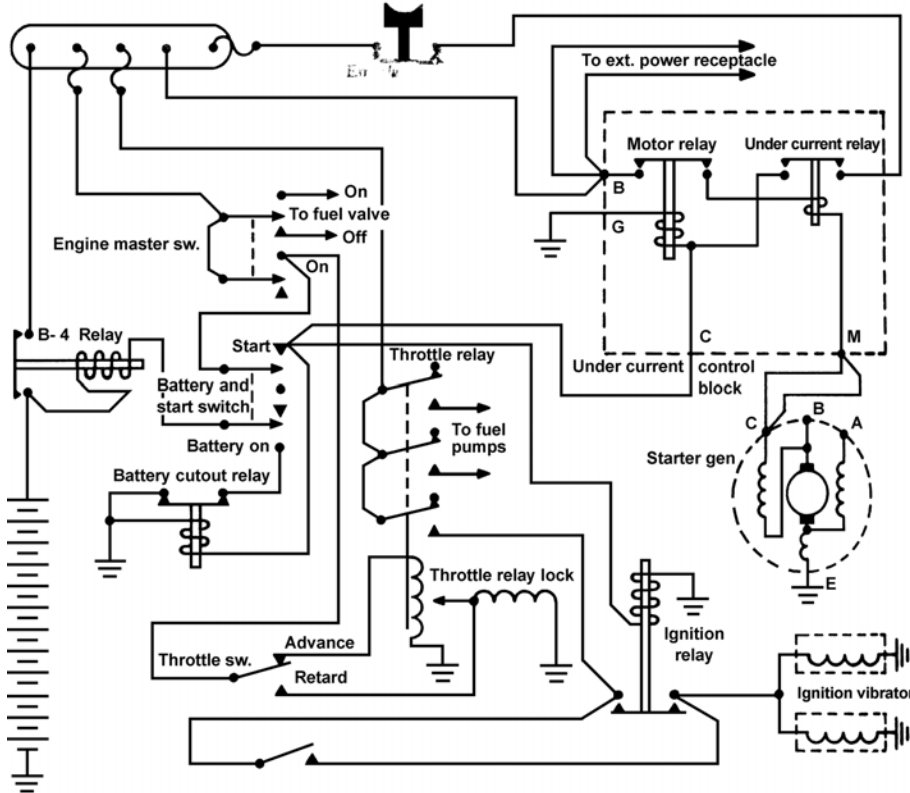 To ext. power receptacle
Motor relay
Under current relay
B
G
On
To fuel valve
Off
Engine master sw.
On
B- 4 Relay
Start
Throttle relay
C
M
Under current
control
block
Battery and
start switch
To fuel
pumps
Battery on
C
B
A
Starter gen
Battery cutout relay
Throttle relay lock
E
Advance
Ignition
relay
Throttle sw.
Retard
Ignition vibrator